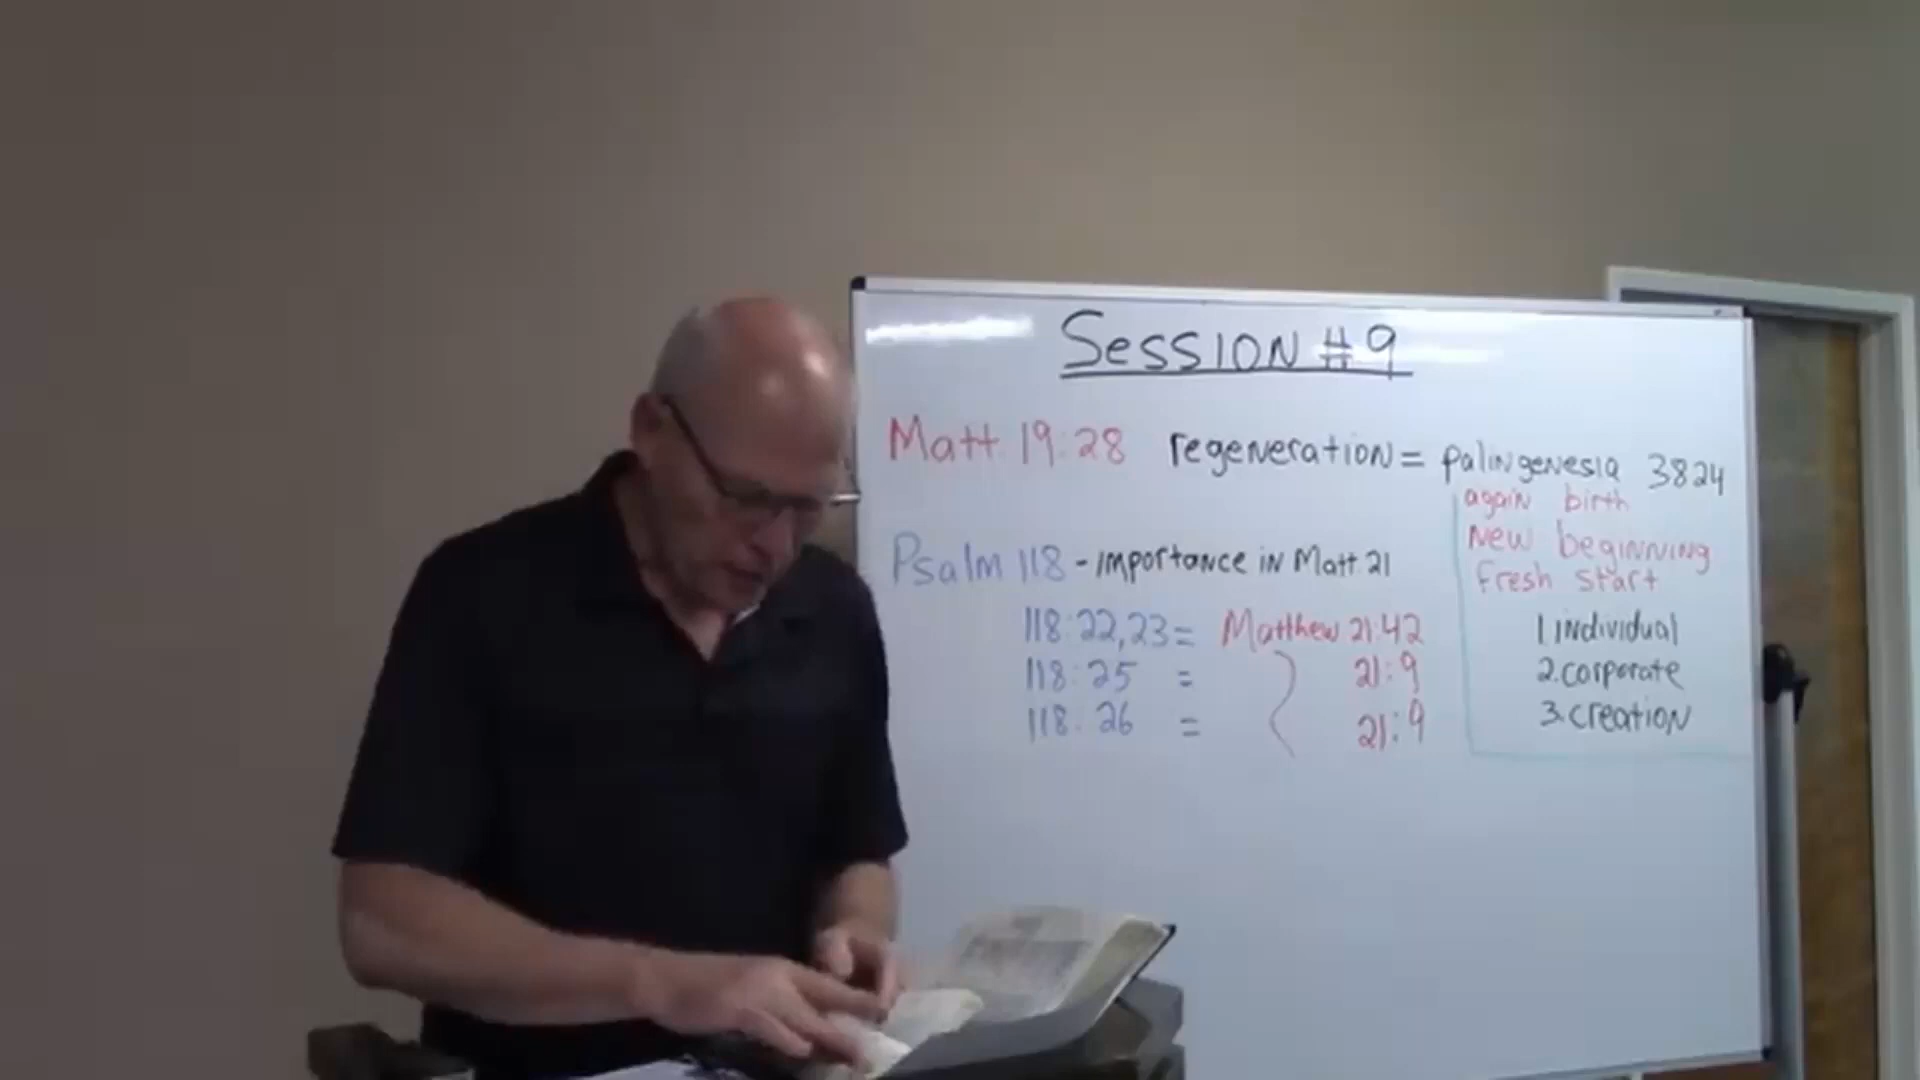 Session #9
Matt. 19:28 regeneration = palingenesia 3824
again birth
New beginning
fresh start
1. individual
2. corporate
3. creation
Psalm 118 - importance in Matt. 21
118:22,23 = Matthew 21:42
118:25 = 21:9
118:26 = 21:9